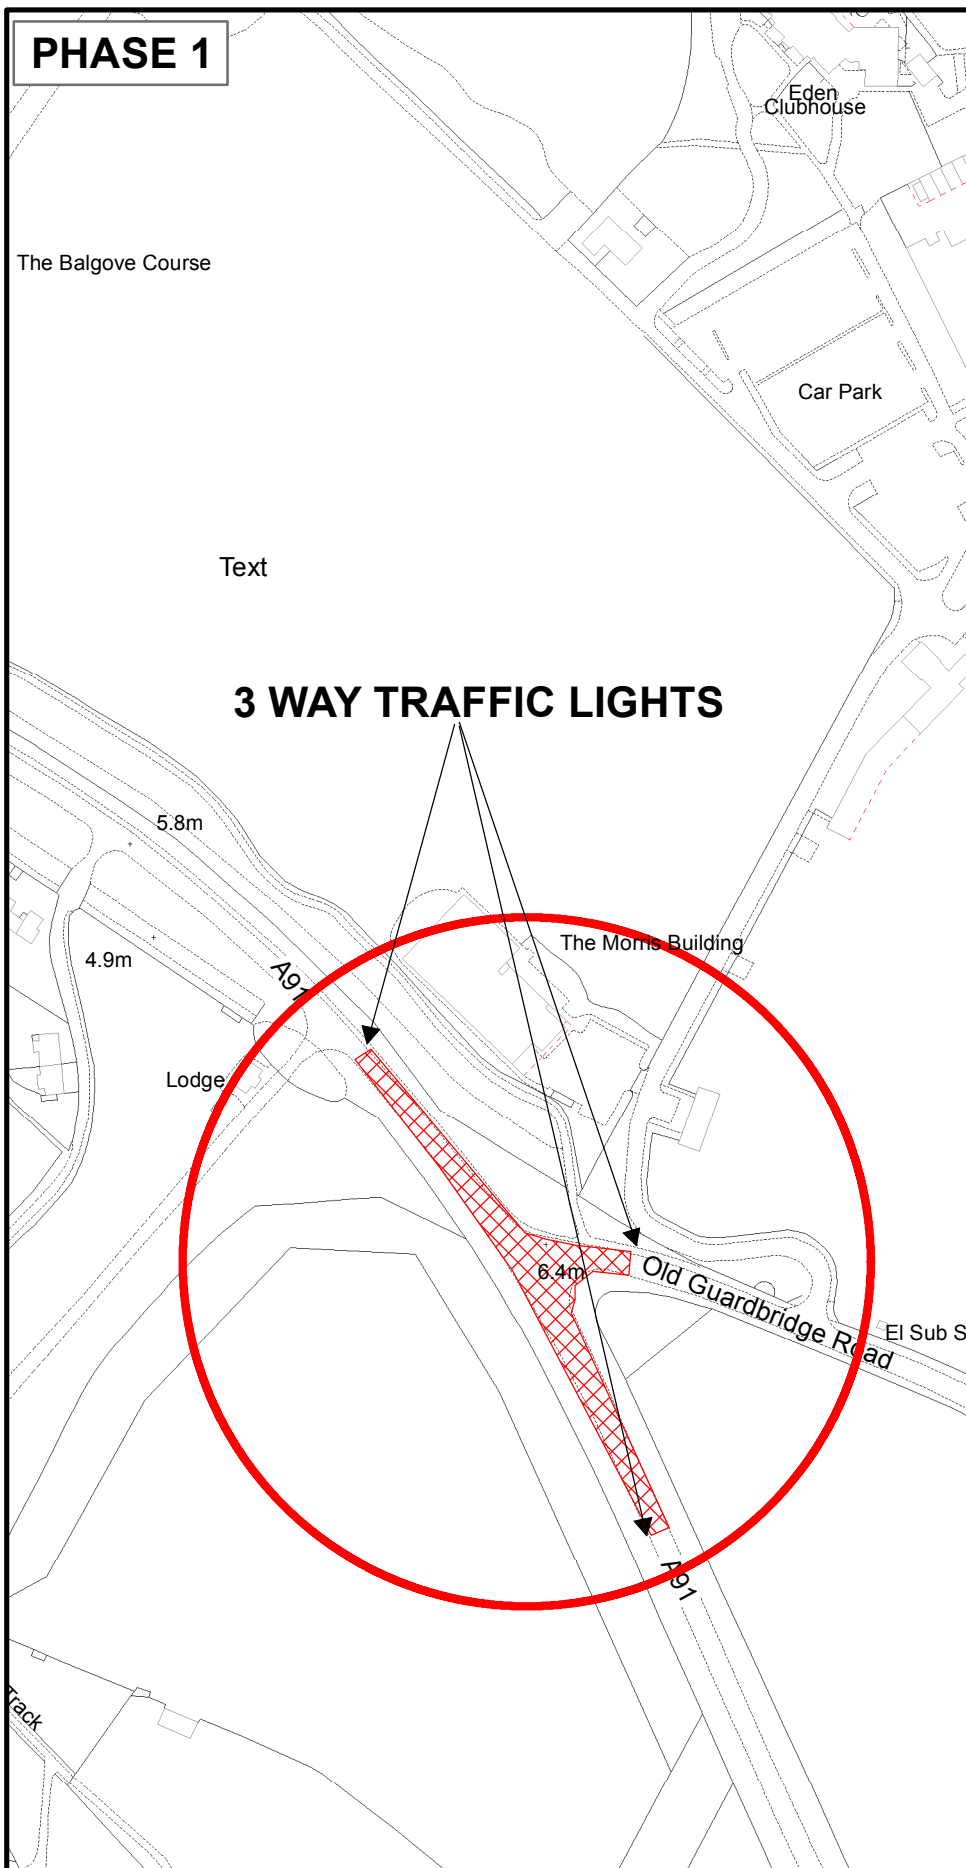 PHASE 1
Eden
Clubhouse
The Balgove Course
Car Park
Text
3 WAY TRAFFIC LIGHTS
5.8m
The Morris Building
4.9m
A91
Lodge
6.4m
Old Guardbridge Road
El Sub S
A91
Track